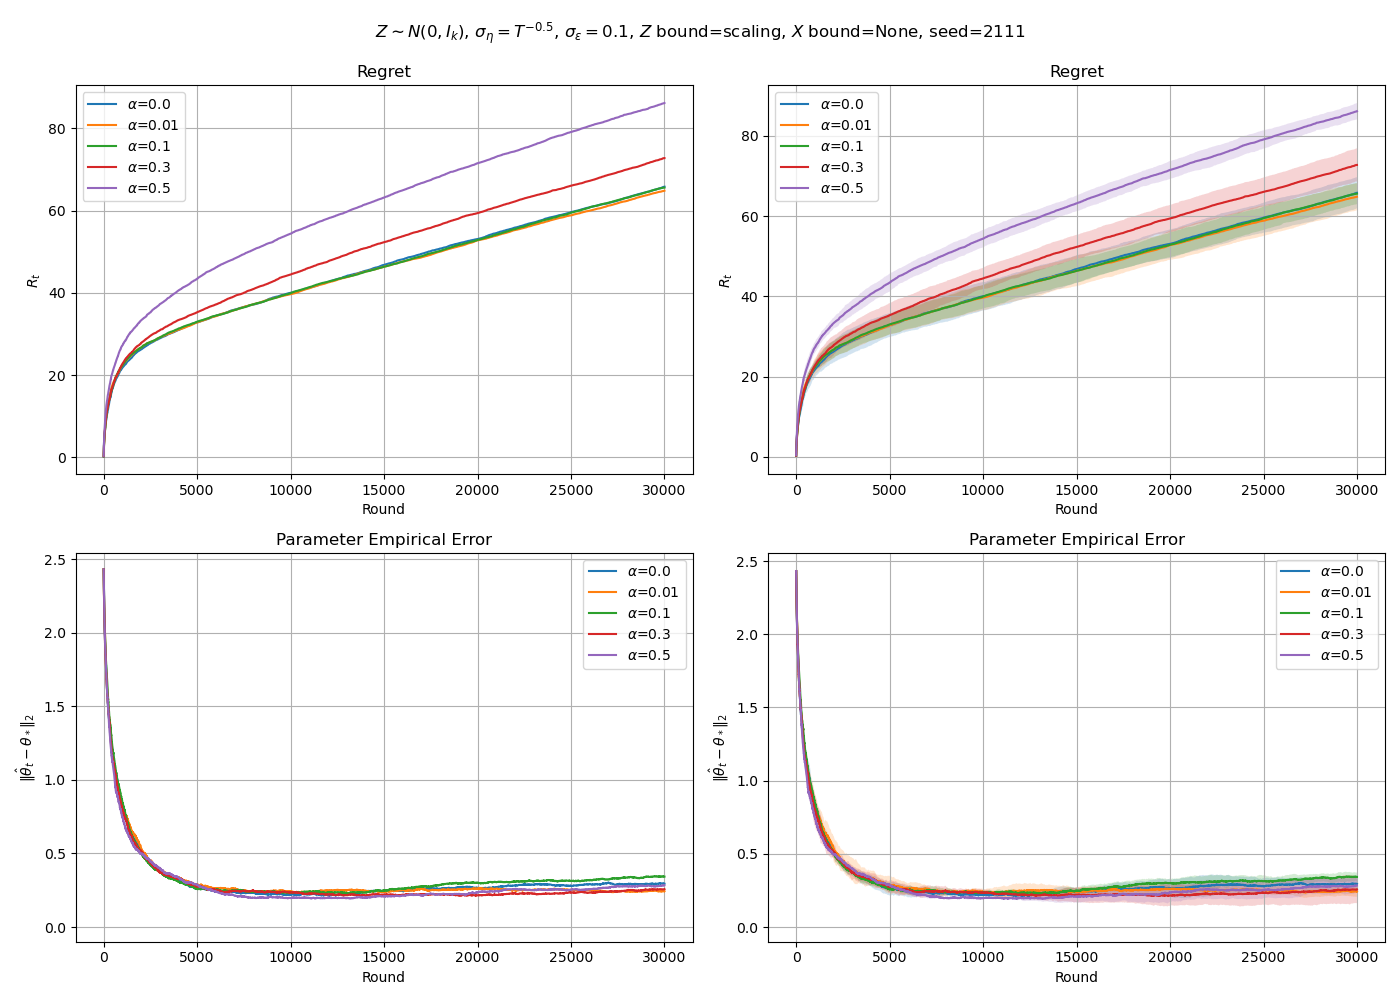 Z ~ N(0, I_k), σ_η = T^{-0.5}, σ_ε = 0.1, Z bound=scaling, X bound=None, seed=2111
Regret
R_t
80
60
40
20
0
α=0.0
α=0.01
α=0.1
α=0.3
α=0.5
0 5000 10000 15000 20000 25000 30000
Round
Regret
R_t
80
60
40
20
0
α=0.0
α=0.01
α=0.1
α=0.3
α=0.5
0 5000 10000 15000 20000 25000 30000
Round
Parameter Empirical Error
‖θ̂_t − θ_*‖_2
2.5
2.0
1.5
1.0
0.5
0.0
α=0.0
α=0.01
α=0.1
α=0.3
α=0.5
0 5000 10000 15000 20000 25000 30000
Round
Parameter Empirical Error
‖θ̂_t − θ_*‖_2
2.5
2.0
1.5
1.0
0.5
0.0
α=0.0
α=0.01
α=0.1
α=0.3
α=0.5
0 5000 10000 15000 20000 25000 30000
Round